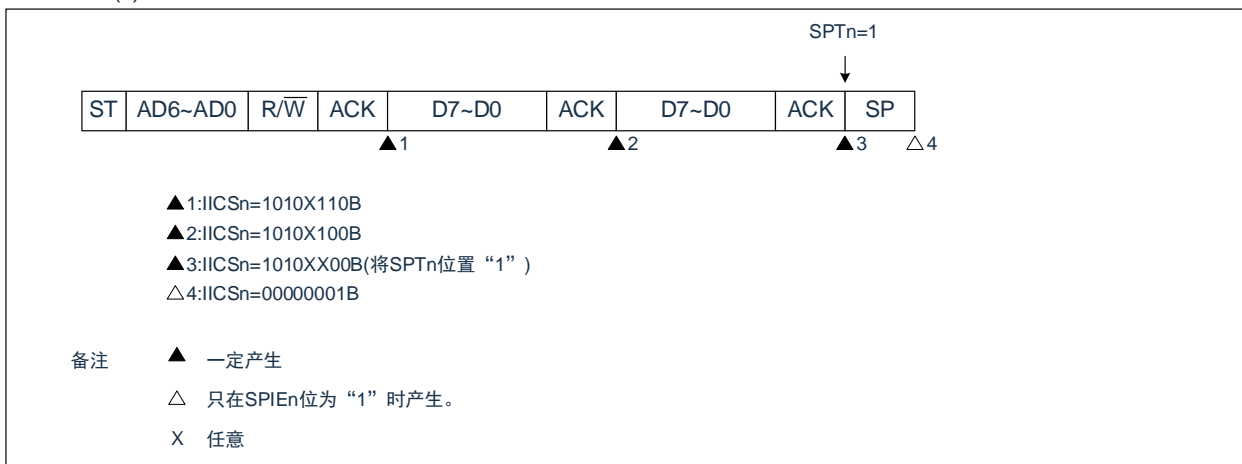 SPTn=1
ST AD6~AD0 R/W̅ ACK D7~D0 ACK D7~D0 ACK SP
▲1 ▲2 ▲3 △4
▲1:IICSn=1010X110B
▲2:IICSn=1010X100B
▲3:IICSn=1010XX00B(将SPTn位置“1”)
△4:IICSn=00000001B
备注 ▲ 一定产生
△ 只在SPIEn位为“1”时产生。
X 任意